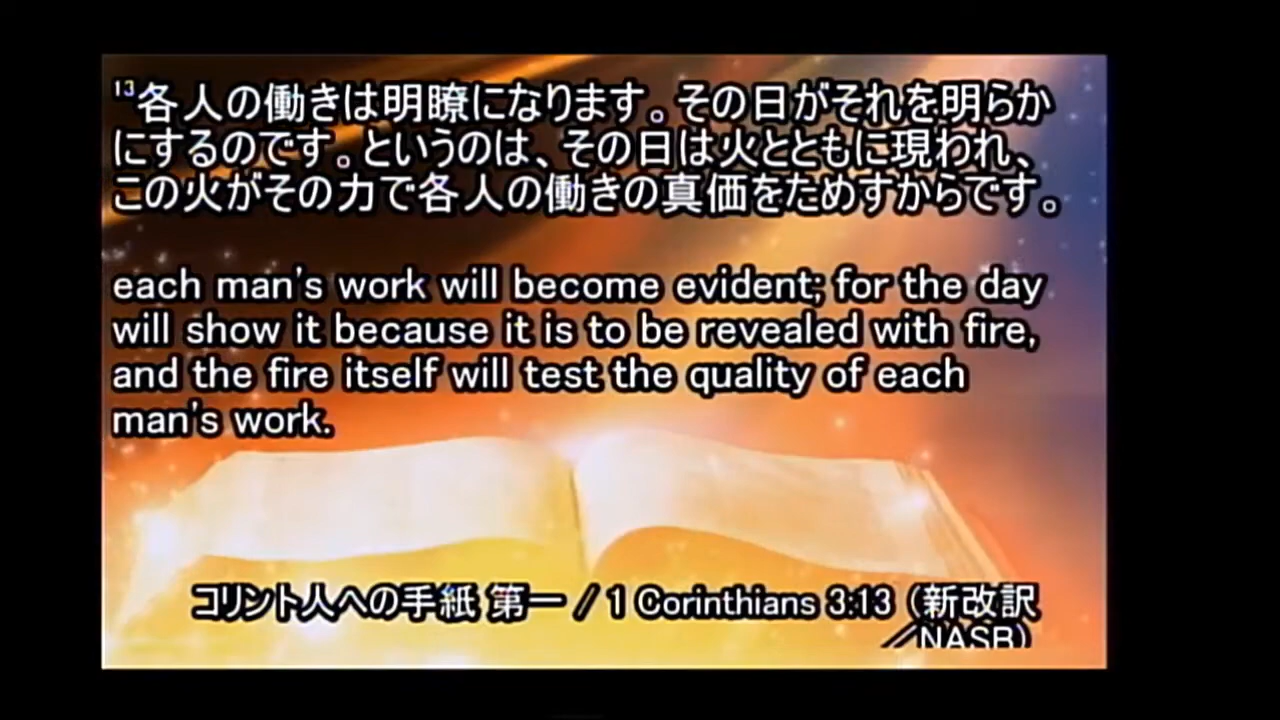 13各人の働きは明瞭になります。その日がそれを明らか
にするのです。というのは、その日は火とともに現われ、
この火がその力で各人の働きの真価をためすからです。
each man's work will become evident; for the day
will show it because it is to be revealed with fire,
and the fire itself will test the quality of each
man's work.
コリント人への手紙 第一 / 1 Corinthians 3:13 (新改訳
/NASB)